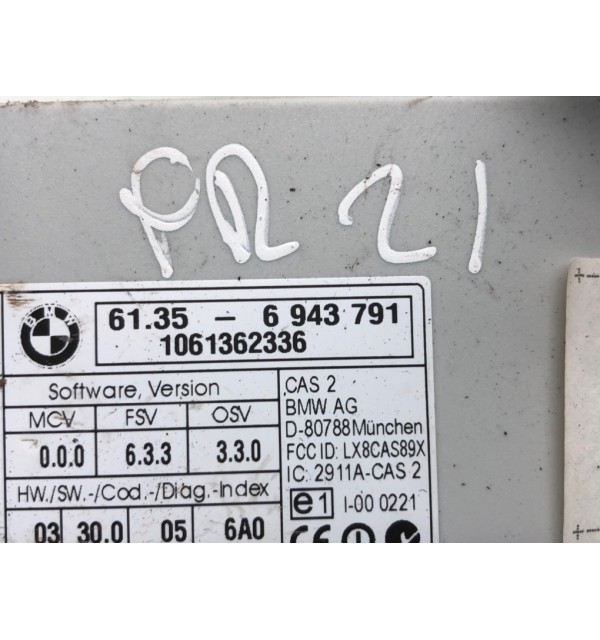 PR 21
BMW
61.35 – 6 943 791
1061362336
Software, Version
MCV FSV OSV
0.0.0 6.3.3 3.3.0
HW./SW.-/Cod.-/Diag.-Index
03 30.0 05 6A0
CAS 2
BMW AG
D-80788 München
FCC ID: LX8CAS89X
IC: 2911A-CAS 2
e1 I-00 0221
CE